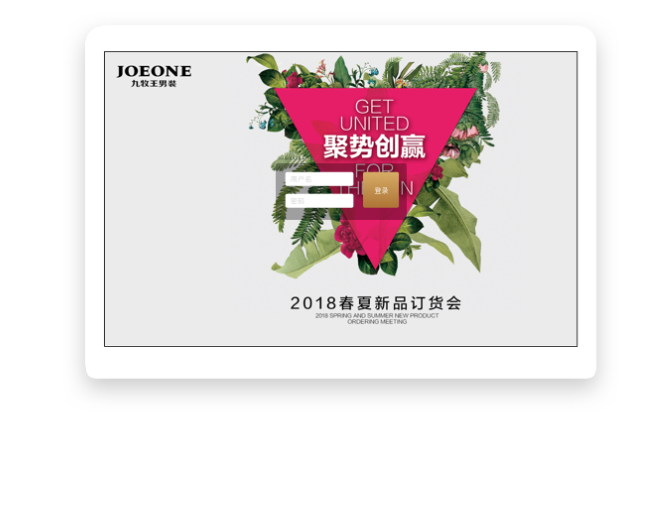 JOEONE
九牧王男装
GET
UNITED
聚势创赢
FOR
用户名
登录
密码
2018春夏新品订货会
2018 SPRING AND SUMMER NEW PRODUCT
ORDERING MEETING